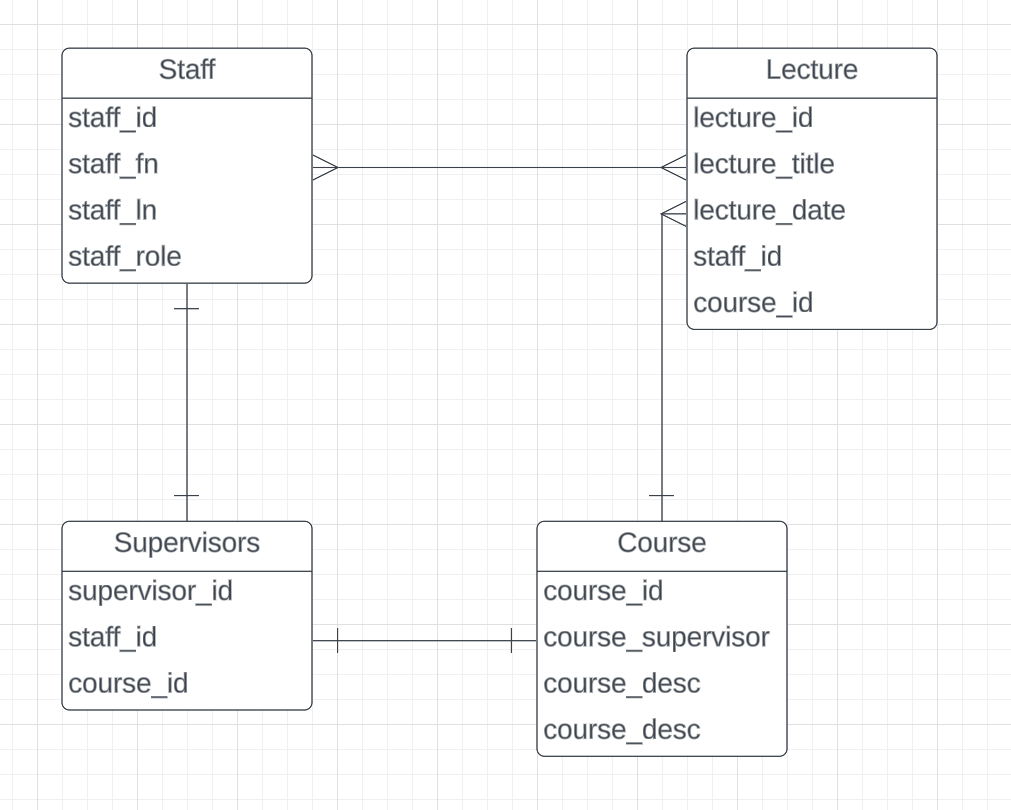 Staff
staff_id
staff_fn
staff_ln
staff_role
Lecture
lecture_id
lecture_title
lecture_date
staff_id
course_id
Supervisors
supervisor_id
staff_id
course_id
Course
course_id
course_supervisor
course_desc
course_desc